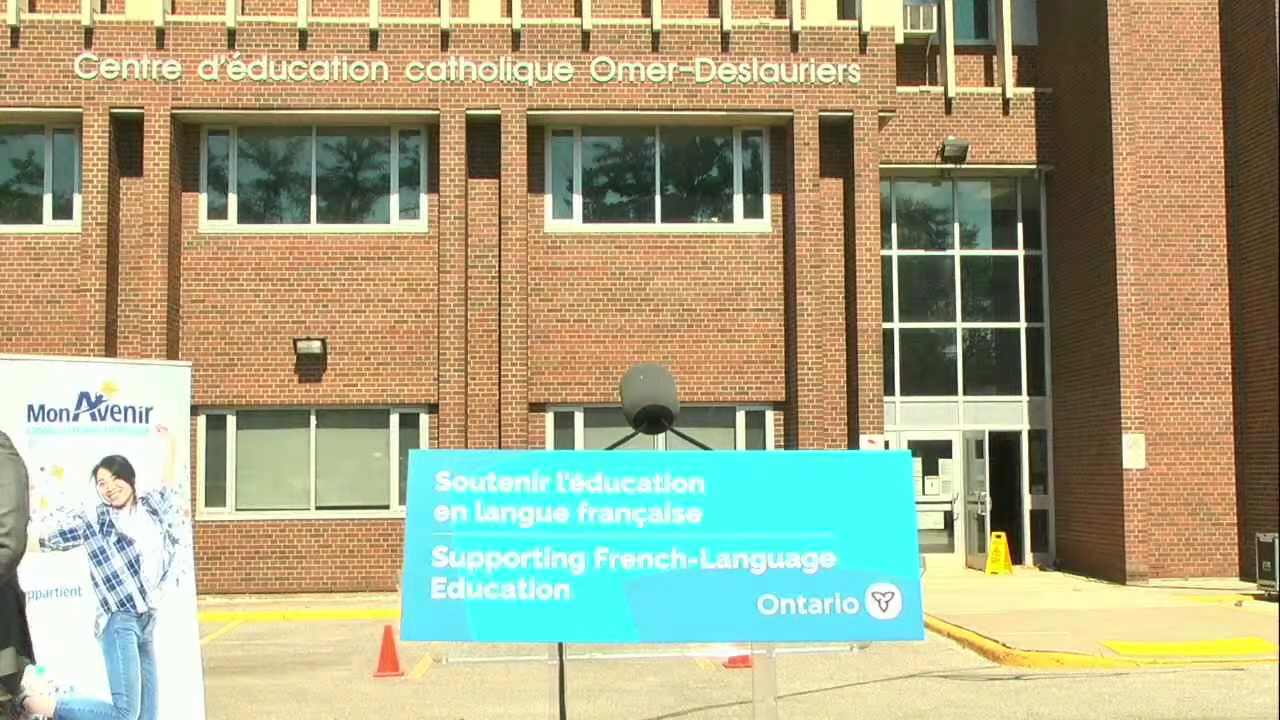 Centre d'éducation catholique Omer-Deslauriers
MonAvenir
ppartient
Soutenir l'éducation
en langue française
Supporting French-Language
Education
Ontario